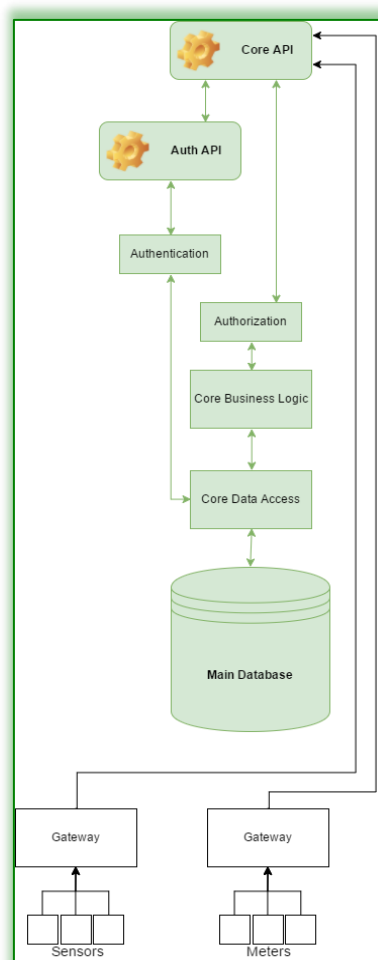 Core API
Auth API
Authentication
Authorization
Core Business Logic
Core Data Access
Main Database
Gateway
Gateway
Sensors
Meters